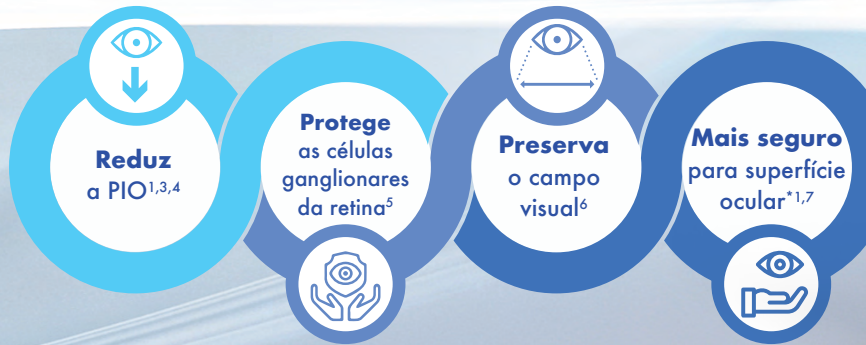 Reduz
a PIO1,3,4
Protege
as células
ganglionares
da retina5
Preserva
o campo
visual6
Mais seguro
para superfície
ocular*1,7